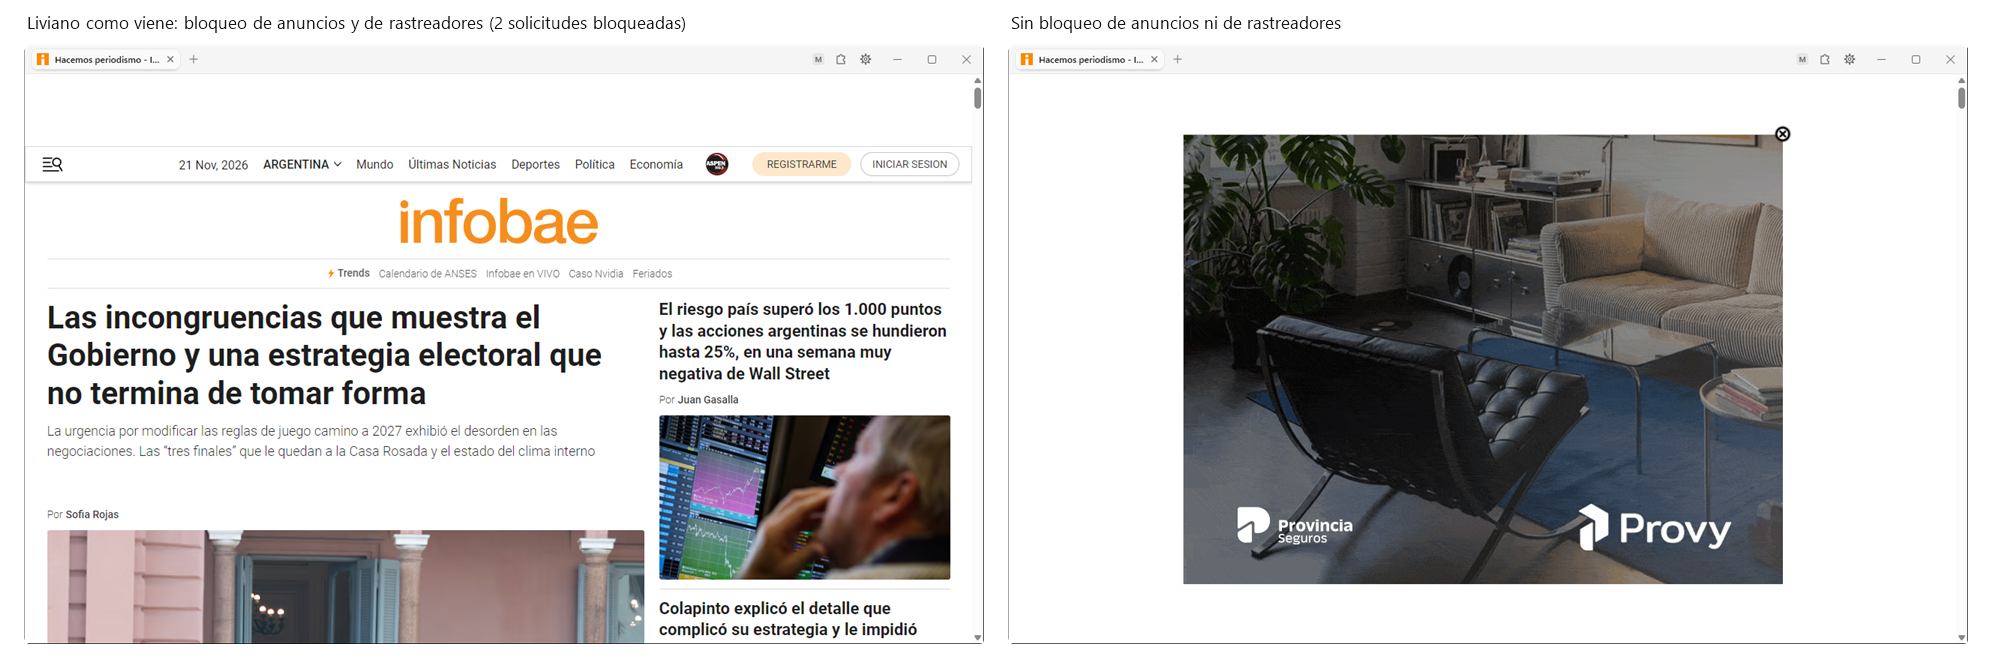 Liviano como viene: bloqueo de anuncios y de rastreadores (2 solicitudes bloqueadas)
Hacemos periodismo - I...
M
21 Nov, 2026 ARGENTINA Mundo Últimas Noticias Deportes Política Economía ASPEN REGISTRARME INICIAR SESION
infobae
Trends Calendario de ANSES Infobae en VIVO Caso Nvidia Feriados
Las incongruencias que muestra el
Gobierno y una estrategia electoral que
no termina de tomar forma
La urgencia por modificar las reglas de juego camino a 2027 exhibió el desorden en las
negociaciones. Las “tres finales” que le quedan a la Casa Rosada y el estado del clima interno
Por Sofia Rojas
El riesgo país superó los 1.000 puntos
y las acciones argentinas se hundieron
hasta 25%, en una semana muy
negativa de Wall Street
Por Juan Gasalla
Colapinto explicó el detalle que
complicó su estrategia y le impidió
Sin bloqueo de anuncios ni de rastreadores
Hacemos periodismo - I...
M
Provincia
Seguros
Provy